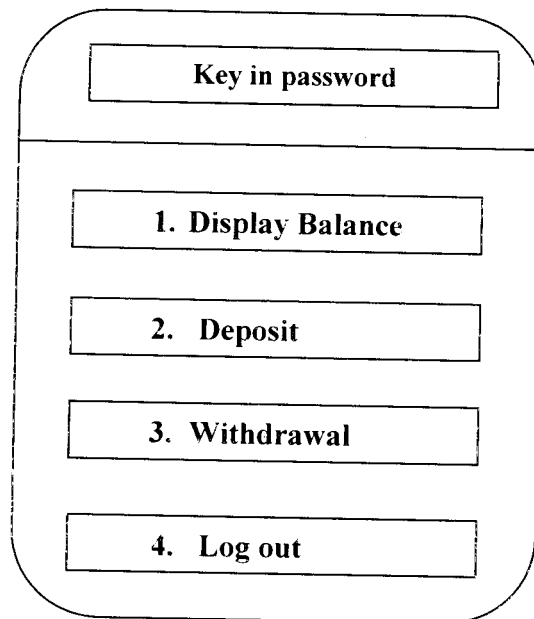 Key in password
1. Display Balance
2. Deposit
3. Withdrawal
4. Log out